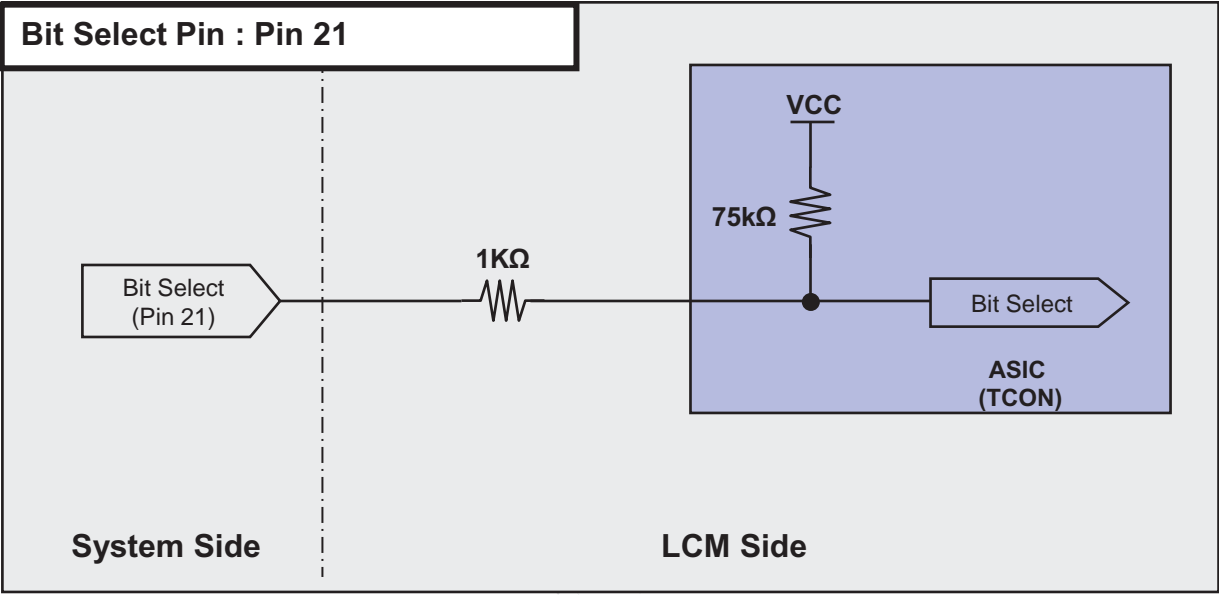 Bit Select Pin : Pin 21
VCC
75kΩ
1KΩ
Bit Select
(Pin 21)
Bit Select
ASIC
(TCON)
System Side
LCM Side